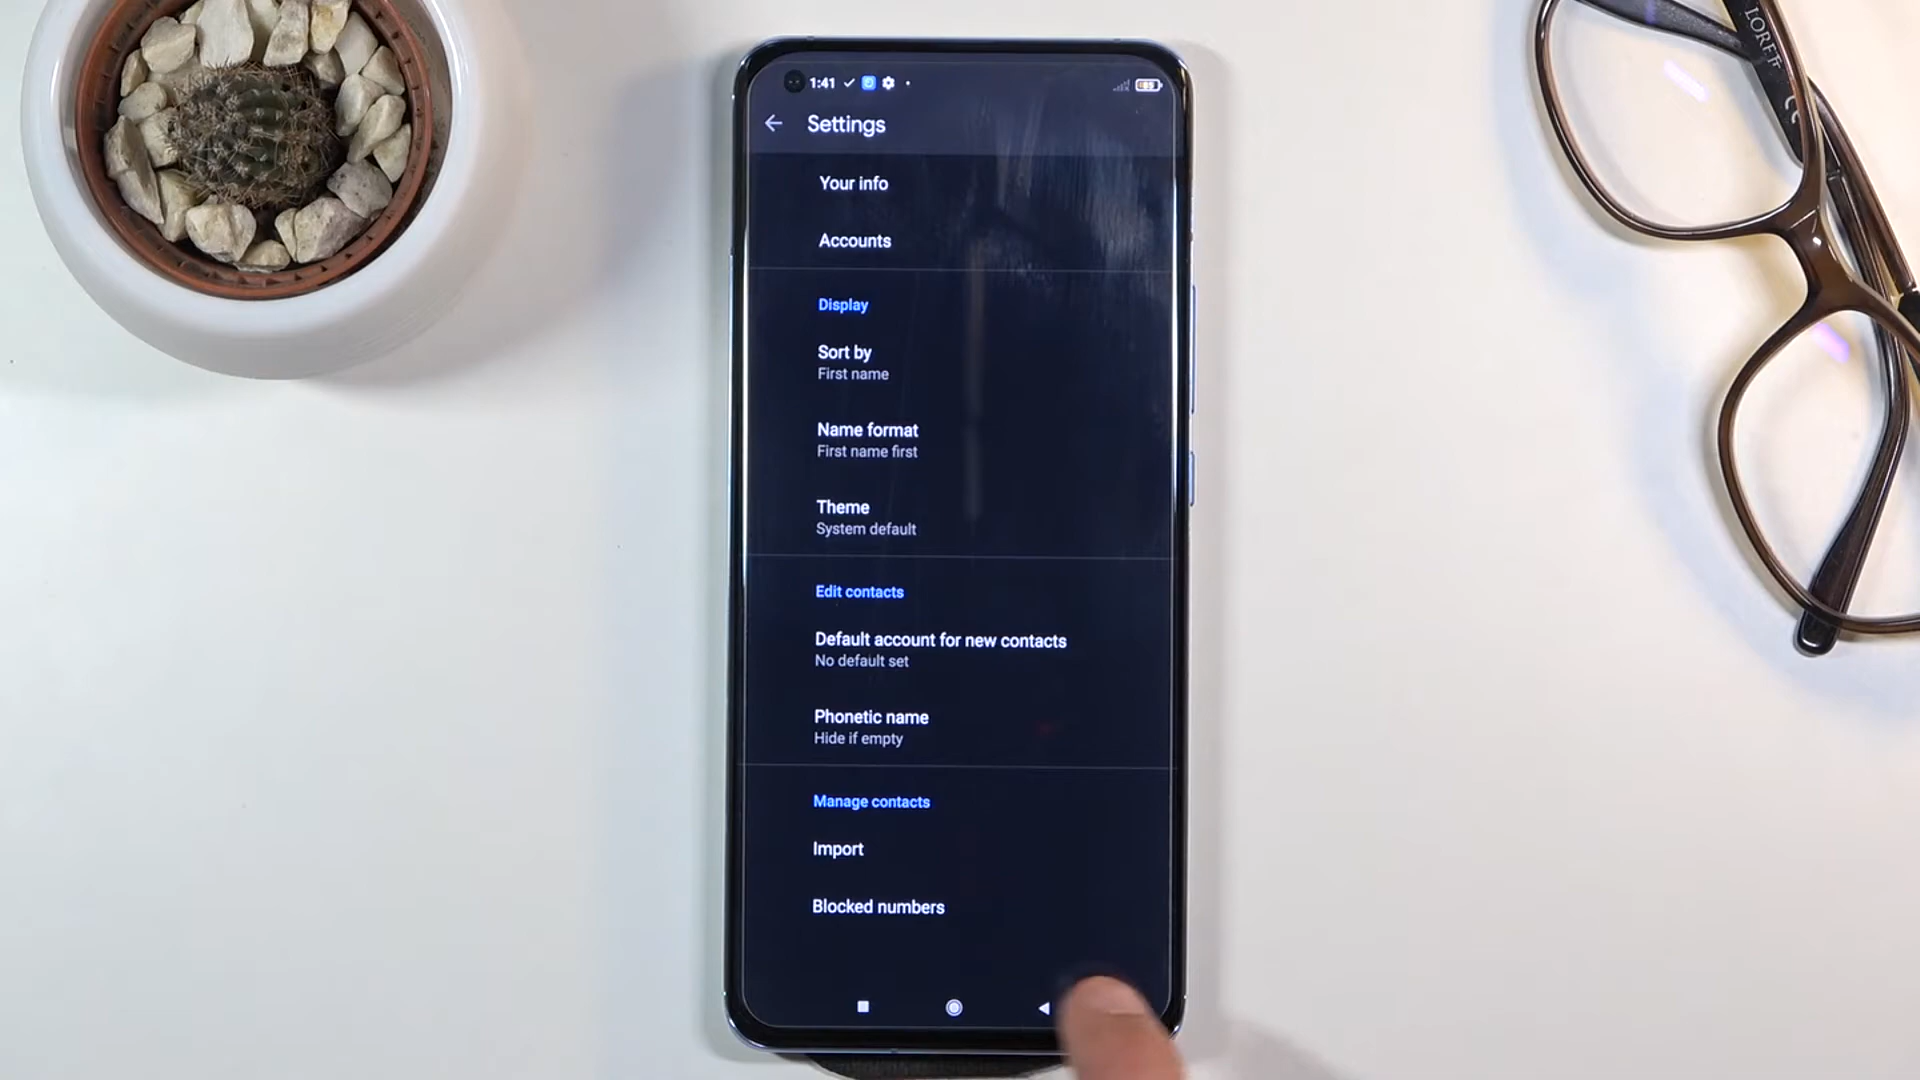 1:41
Settings
Your info
Accounts
Display
Sort by
First name
Name format
First name first
Theme
System default
Edit contacts
Default account for new contacts
No default set
Phonetic name
Hide if empty
Manage contacts
Import
Blocked numbers
CE